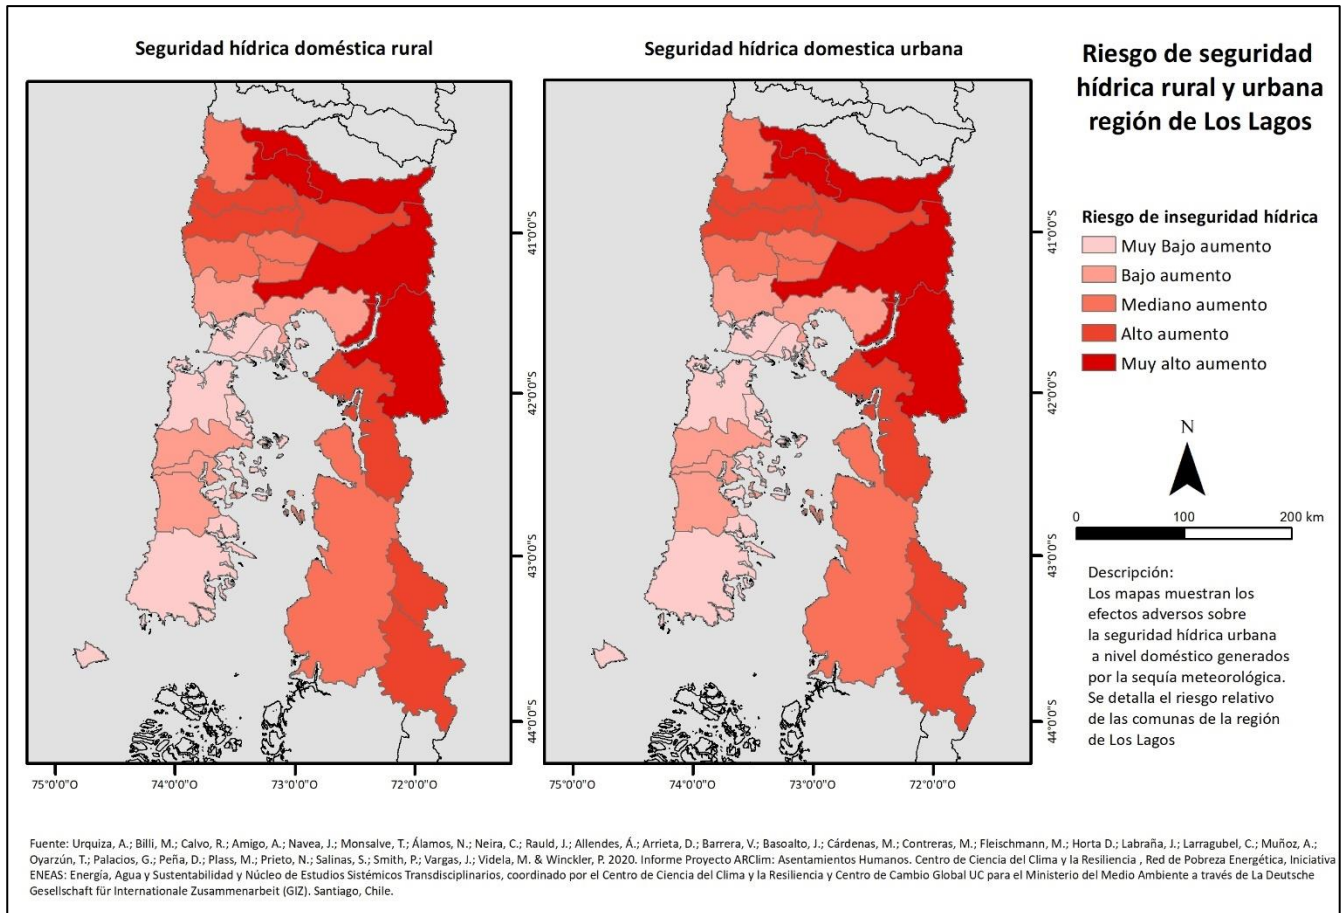 Seguridad hídrica doméstica rural
Seguridad hídrica domestica urbana
Riesgo de seguridad
hídrica rural y urbana
región de Los Lagos
Riesgo de inseguridad hídrica
Muy Bajo aumento
Bajo aumento
Mediano aumento
Alto aumento
Muy alto aumento
N
0 100 200 km
Descripción:
Los mapas muestran los
efectos adversos sobre
la seguridad hídrica urbana
a nivel doméstico generados
por la sequía meteorológica.
Se detalla el riesgo relativo
de las comunas de la región
de Los Lagos
41°0'0"S
42°0'0"S
43°0'0"S
44°0'0"S
41°0'0"S
42°0'0"S
43°0'0"S
44°0'0"S
75°0'0"O 74°0'0"O 73°0'0"O 72°0'0"O
75°0'0"O 74°0'0"O 73°0'0"O 72°0'0"O
Fuente: Urquiza, A.; Billi, M.; Calvo, R.; Amigo, A.; Navea, J.; Monsalve, T.; Álamos, N.; Neira, C.; Rauld, J.; Allendes, Á.; Arrieta, D.; Barrera, V.; Basoalto, J.; Cárdenas, M.; Contreras, M.; Fleischmann, M.; Horta D.; Labraña, J.; Larragubel, C.; Muñoz, A.;
Oyarzún, T.; Palacios, G.; Peña, D.; Plass, M.; Prieto, N.; Salinas, S.; Smith, P.; Vargas, J.; Videla, M. & Winckler, P. 2020. Informe Proyecto ARClim: Asentamientos Humanos. Centro de Ciencia del Clima y la Resiliencia , Red de Pobreza Energética, Iniciativa
ENEAS: Energía, Agua y Sustentabilidad y Núcleo de Estudios Sistémicos Transdisciplinarios, coordinado por el Centro de Ciencia del Clima y la Resiliencia y Centro de Cambio Global UC para el Ministerio del Medio Ambiente a través de La Deutsche
Gesellschaft für Internationale Zusammenarbeit (GIZ). Santiago, Chile.